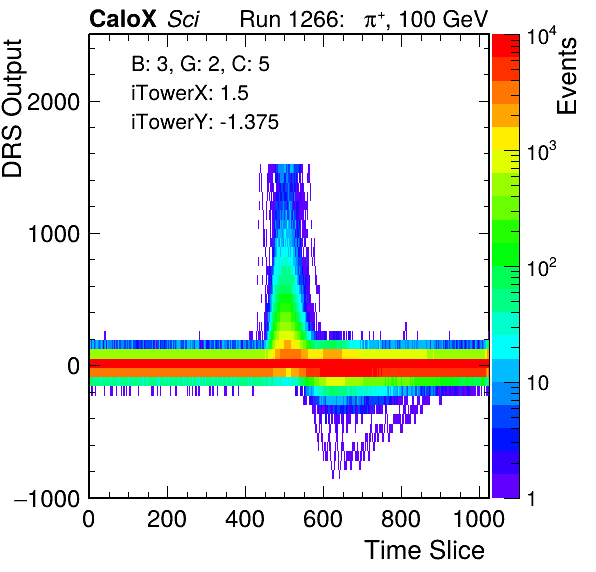 CaloX Sci Run 1266: π⁺, 100 GeV
B: 3, G: 2, C: 5
iTowerX: 1.5
iTowerY: -1.375
DRS Output
2000
1000
0
−1000
0 200 400 600 800 1000
Time Slice
Events
10⁴
10³
10²
10
1